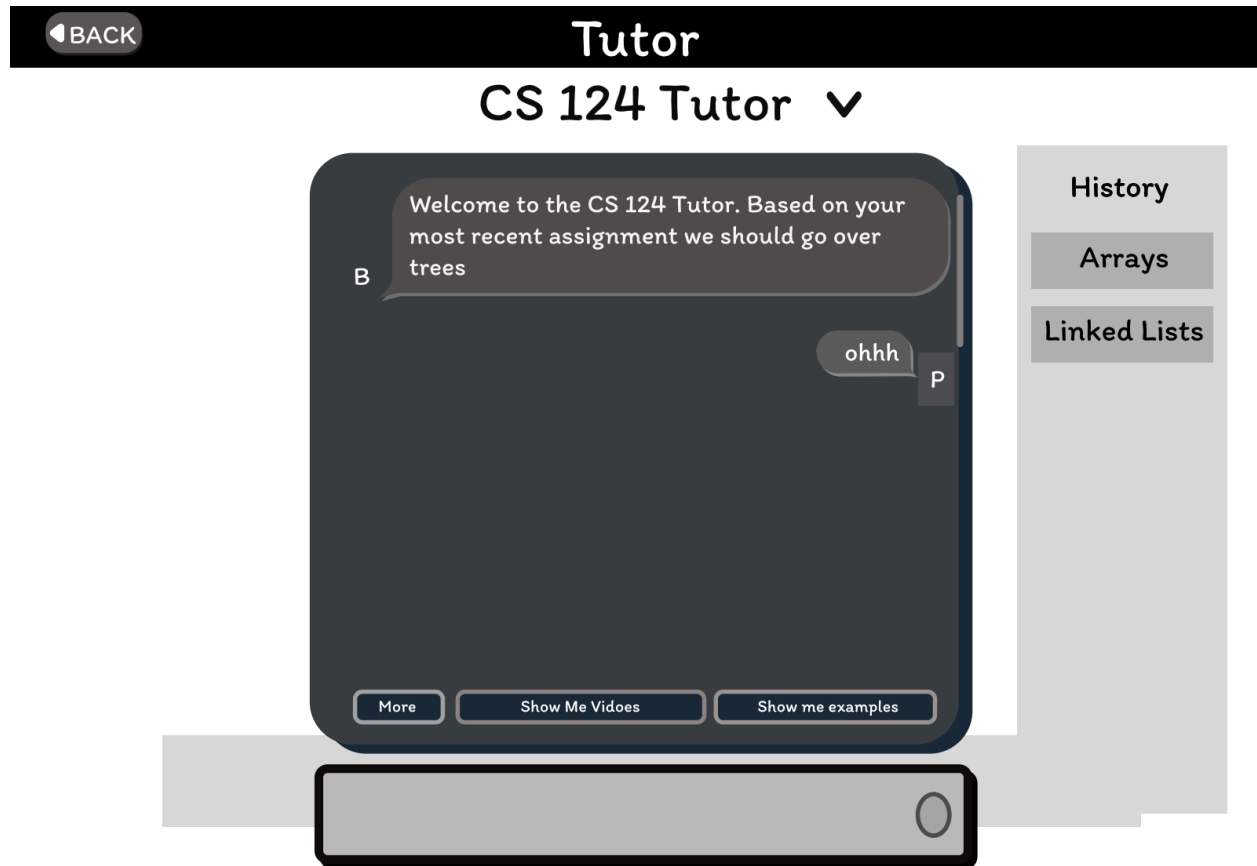 BACK
Tutor
CS 124 Tutor
Welcome to the CS 124 Tutor. Based on your
most recent assignment we should go over
trees
B
ohhh
P
More
Show Me Vidoes
Show me examples
History
Arrays
Linked Lists